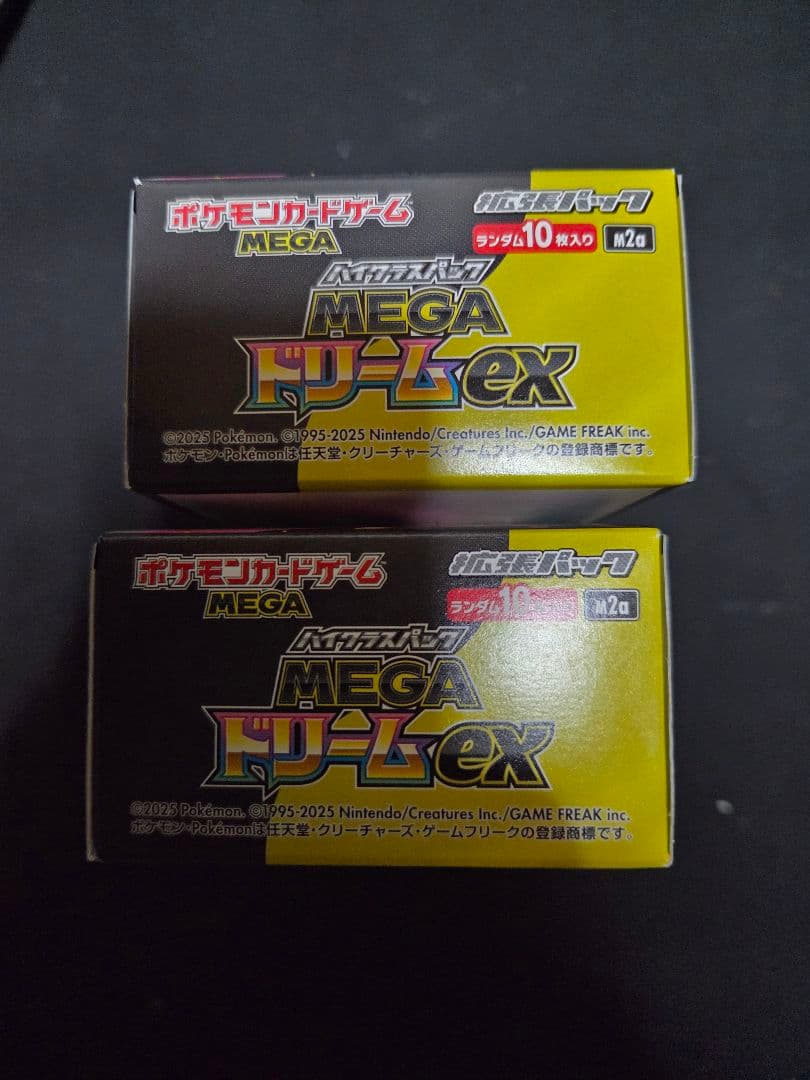 ポケモンカードゲーム
MEGA
拡張パック
ランダム10枚入り M2a
ハイクラスパック
MEGA
ドリームex
©2025 Pokémon. ©1995-2025 Nintendo/Creatures Inc./GAME FREAK inc.
ポケモン・Pokémonは任天堂・クリーチャーズ・ゲームフリークの登録商標です。
ポケモンカードゲーム
MEGA
拡張パック
ランダム10 M2a
ハイクラスパック
MEGA
ドリームex
©2025 Pokémon. ©1995-2025 Nintendo/Creatures Inc./GAME FREAK inc.
ポケモン・Pokémonは任天堂・クリーチャーズ・ゲームフリークの登録商標です。